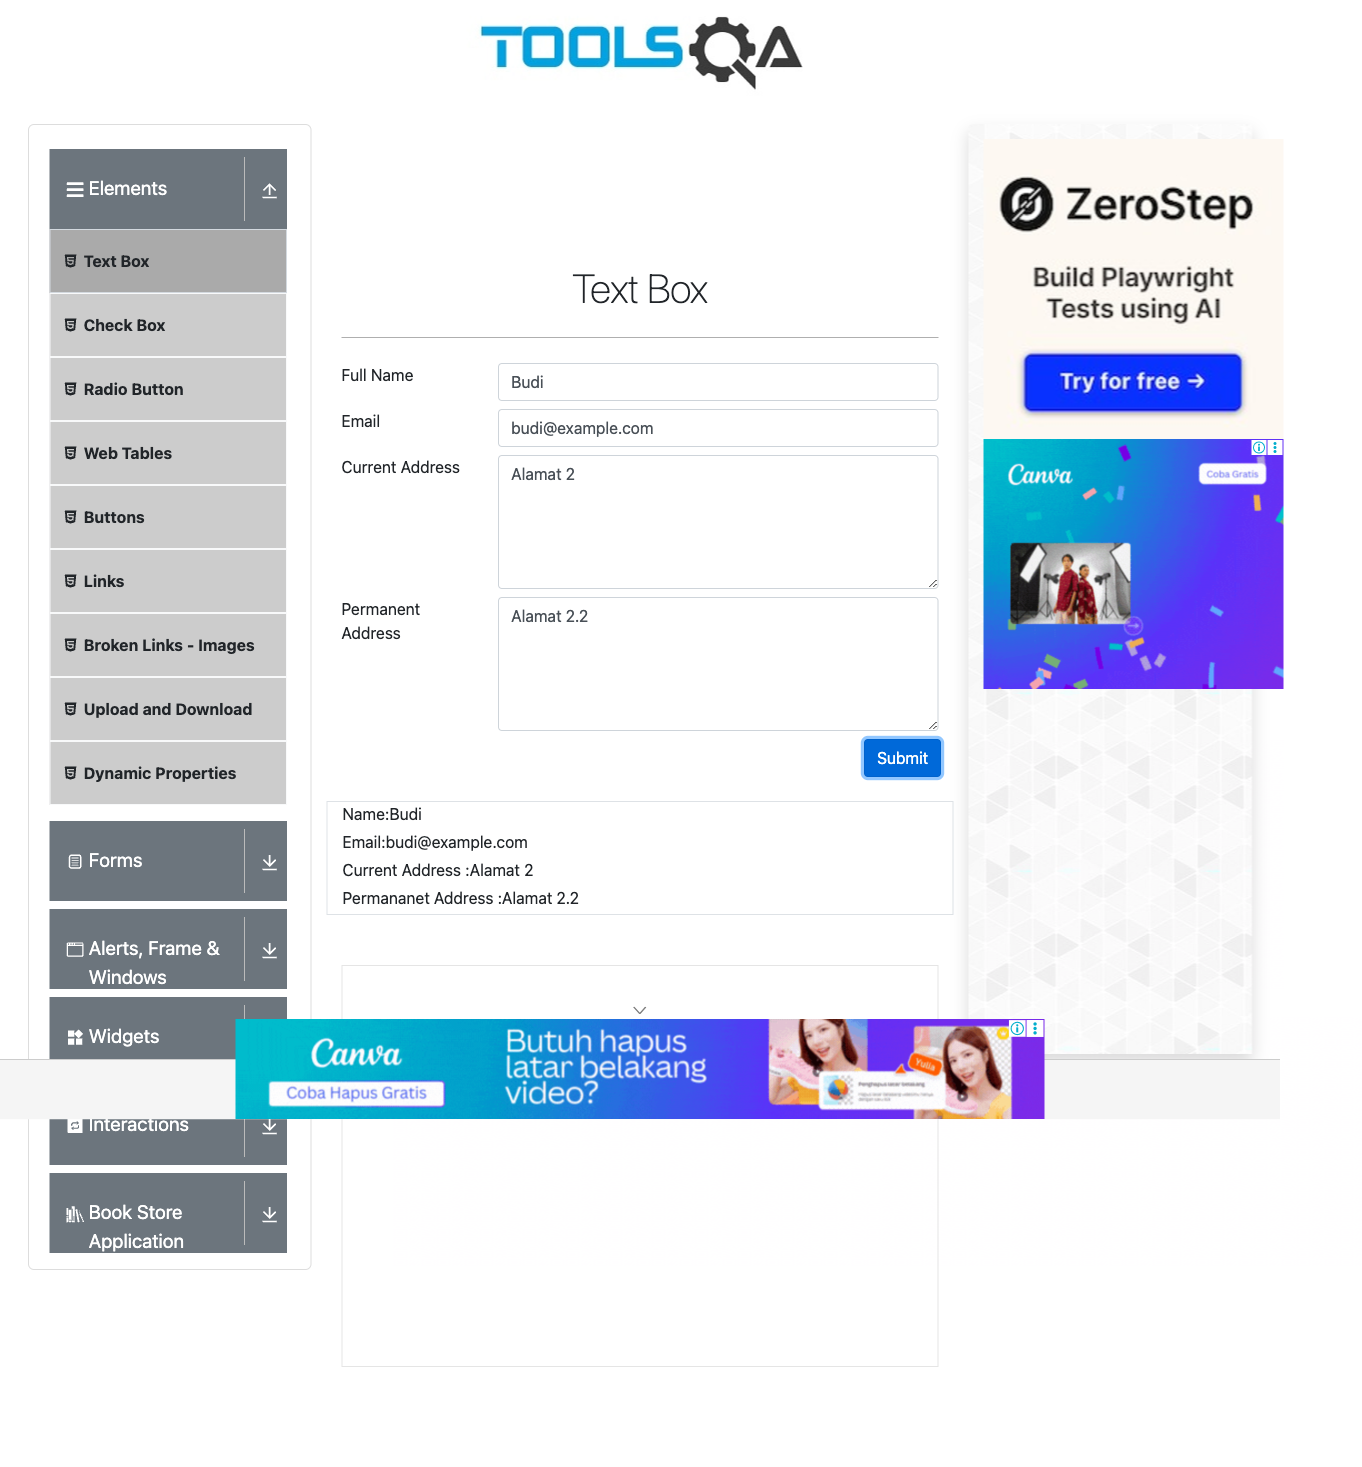 TOOLSQA
Elements
Text Box
Check Box
Radio Button
Web Tables
Buttons
Links
Broken Links - Images
Upload and Download
Dynamic Properties
Forms
Alerts, Frame &
Windows
Widgets
Interactions
Book Store
Application
Text Box
Full Name
Budi
Email
budi@example.com
Current Address
Alamat 2
Permanent
Address
Alamat 2.2
Submit
Name:Budi
Email:budi@example.com
Current Address :Alamat 2
Permananet Address :Alamat 2.2
ZeroStep
Build Playwright
Tests using AI
Try for free →
Canva
Coba Gratis
Canva
Coba Hapus Gratis
Butuh hapus
latar belakang
video?
Yulia
Penghapus latar belakang